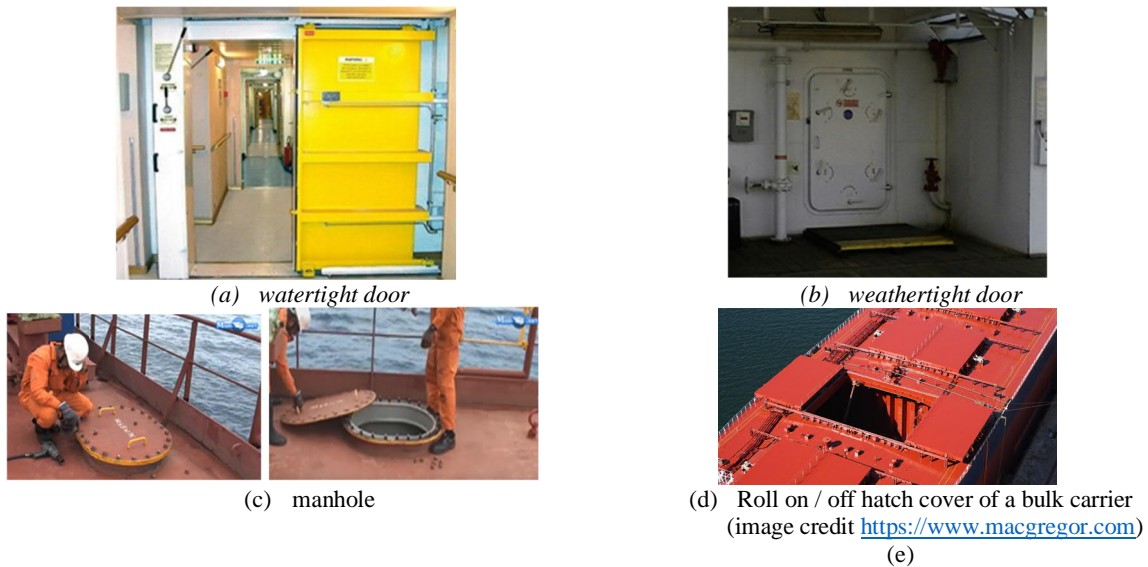 WARNING
(a) watertight door
(b) weathertight door
(c) manhole
(d) Roll on / off hatch cover of a bulk carrier
(image credit https://www.macgregor.com)
(e)